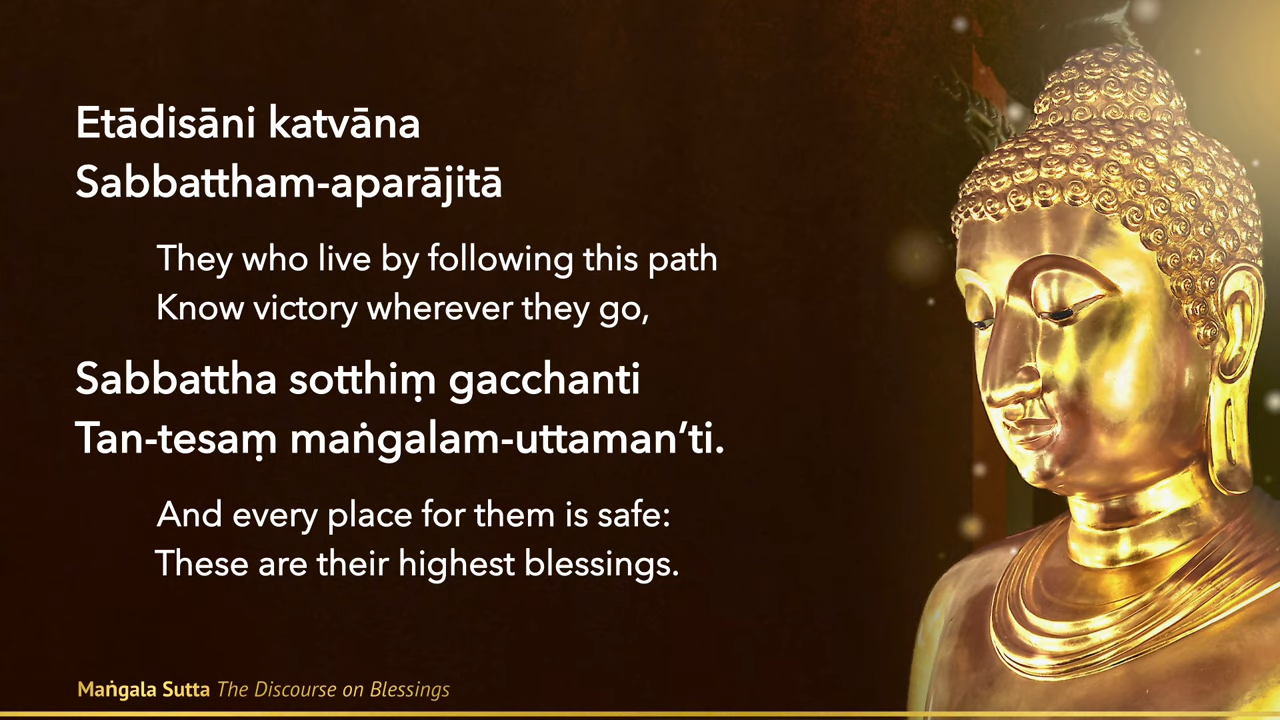 Etādisāni katvāna
Sabbattham-aparājitā
They who live by following this path
Know victory wherever they go,
Sabbattha sotthiṃ gacchanti
Tan-tesaṃ maṅgalam-uttaman’ti.
And every place for them is safe:
These are their highest blessings.
Maṅgala Sutta The Discourse on Blessings